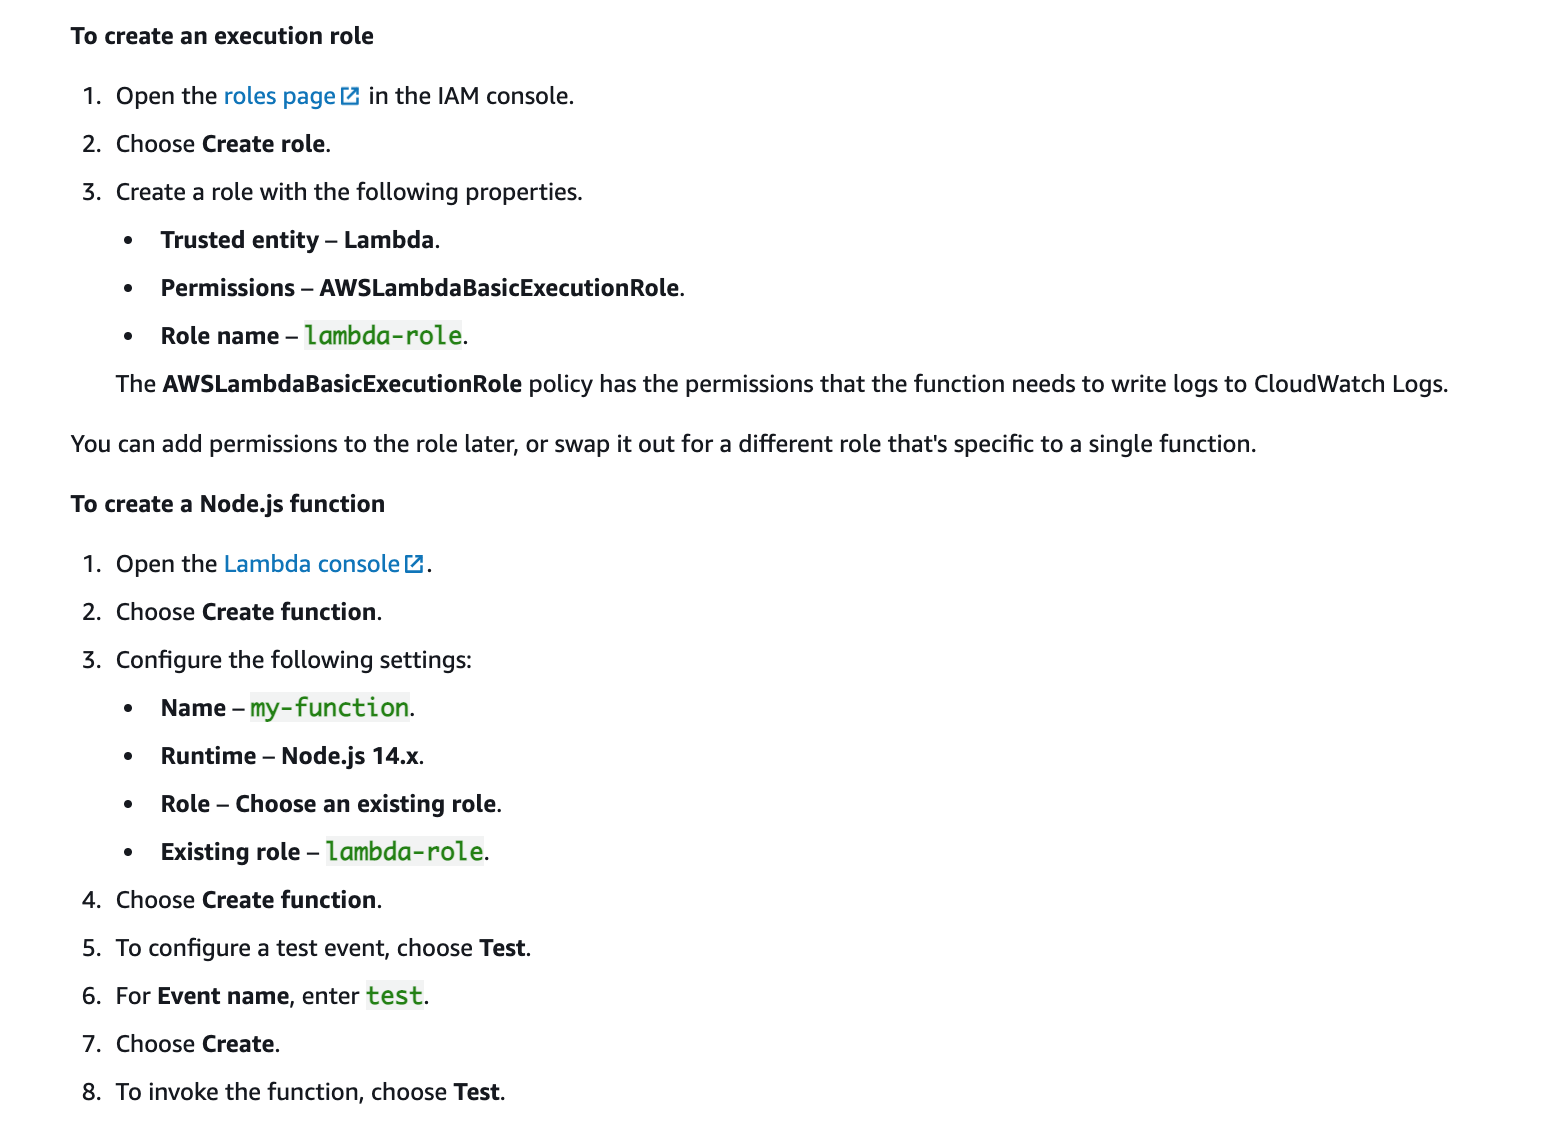 To create an execution role
1. Open the roles page in the IAM console.
2. Choose Create role.
3. Create a role with the following properties.
• Trusted entity – Lambda.
• Permissions – AWSLambdaBasicExecutionRole.
• Role name – lambda-role.
The AWSLambdaBasicExecutionRole policy has the permissions that the function needs to write logs to CloudWatch Logs.
You can add permissions to the role later, or swap it out for a different role that's specific to a single function.
To create a Node.js function
1. Open the Lambda console.
2. Choose Create function.
3. Configure the following settings:
• Name – my-function.
• Runtime – Node.js 14.x.
• Role – Choose an existing role.
• Existing role – lambda-role.
4. Choose Create function.
5. To configure a test event, choose Test.
6. For Event name, enter test.
7. Choose Create.
8. To invoke the function, choose Test.